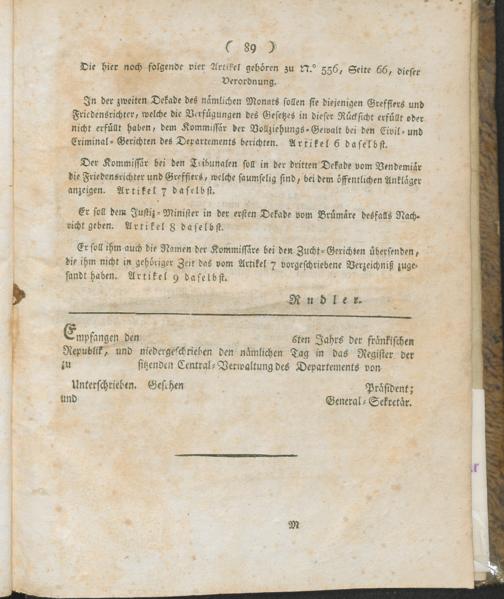 ( 89 )
Die hier noch folgende vier Artikel gehören zu N.° 556, Seite 66, dieser
Verordnung.
In der zweiten Dekade des nämlichen Monats sollen sie diejenigen Greffiers und
Friedensrichter, welche die Verfügungen des Gesetzes in dieser Rücksicht erfüllt oder
nicht erfüllt haben, dem Kommissär der Vollziehungs-Gewalt bei den Civil- und
Criminal-Gerichten des Departements berichten. Artikel 6 daselbst.
Der Kommissär bei den Tribunalen soll in der dritten Dekade vom Vendemiär
die Friedensrichter und Greffiers, welche saumselig sind, bei dem öffentlichen Ankläger
anzeigen. Artikel 7 daselbst.
Er soll dem Justiz-Minister in der ersten Dekade vom Brümäre desfalls Nach-
richt geben. Artikel 8 daselbst.
Er soll ihm auch die Namen der Kommissäre bei den Zucht-Gerichten übersenden,
die ihm nicht in gehöriger Zeit das vom Artikel 7 vorgeschriebene Verzeichniß zuge-
sandt haben. Artikel 9 daselbst.
Rudler.
Empfangen den 6ten Jahrs der fränkischen
Republik, und niedergeschrieben den nämlichen Tag in das Register der
zu sitzenden Central-Verwaltung des Departements von
Unterschrieben. Gesehen Präsident;
und General-Sekretär.
M